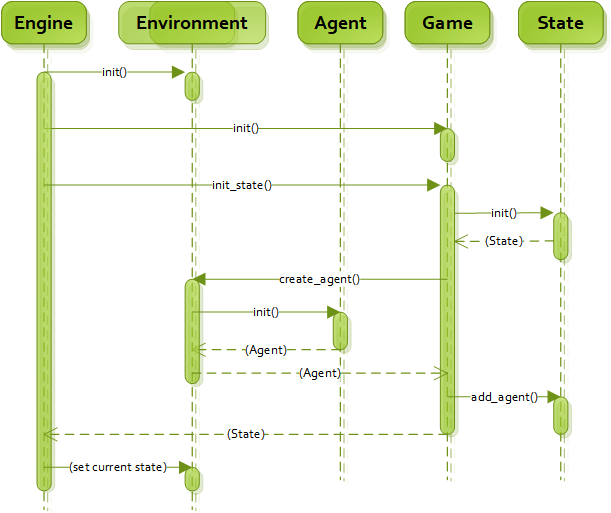 Engine
Environment
Agent
Game
State
init()
init()
init_state()
init()
(State)
create_agent()
init()
(Agent)
(Agent)
add_agent()
(State)
(set current state)